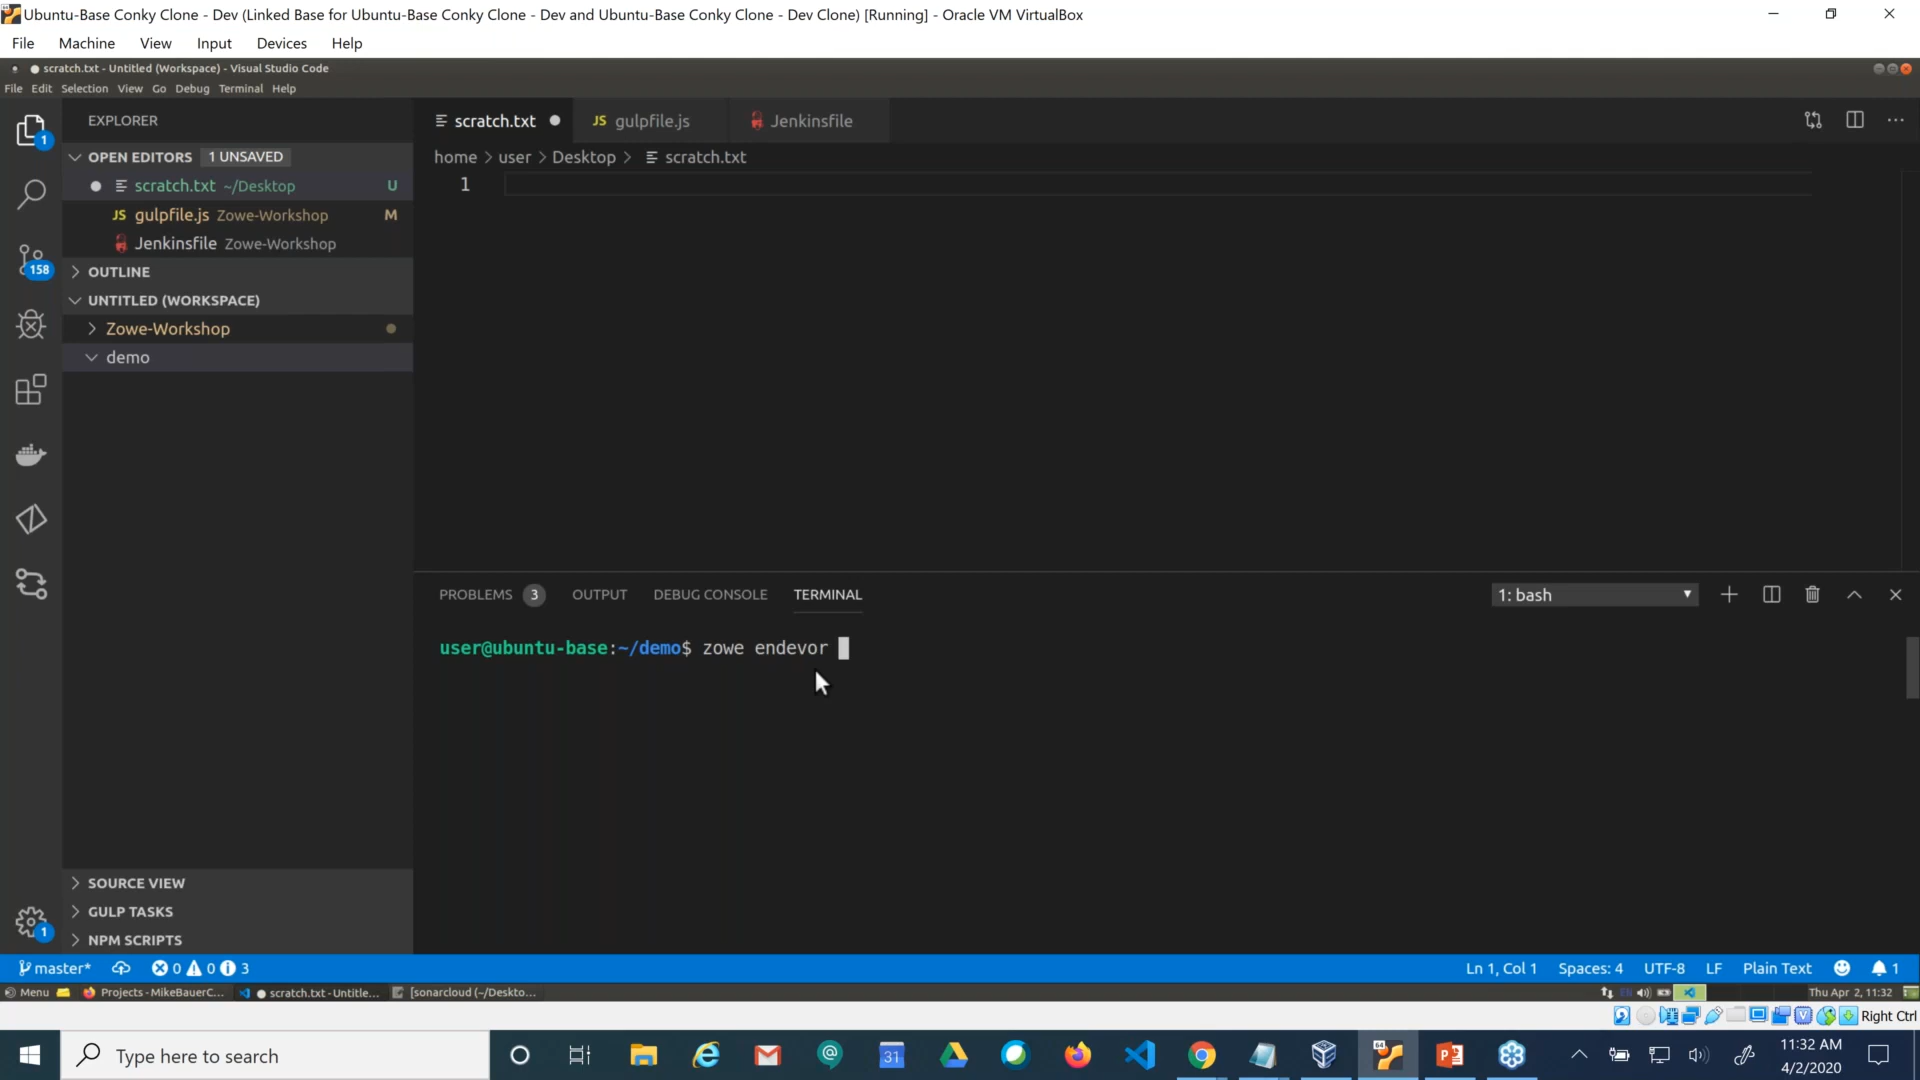 Ubuntu-Base Conky Clone - Dev (Linked Base for Ubuntu-Base Conky Clone - Dev and Ubuntu-Base Conky Clone - Dev Clone) [Running] - Oracle VM VirtualBox
File Machine View Input Devices Help
scratch.txt - Untitled (Workspace) - Visual Studio Code
File Edit Selection View Go Debug Terminal Help
EXPLORER
OPEN EDITORS 1 UNSAVED
scratch.txt ~/Desktop U
gulpfile.js Zowe-Workshop M
Jenkinsfile Zowe-Workshop
OUTLINE
UNTITLED (WORKSPACE)
Zowe-Workshop
demo
1
158
SOURCE VIEW
GULP TASKS
NPM SCRIPTS
1
scratch.txt JS gulpfile.js Jenkinsfile
home > user > Desktop > scratch.txt
1
PROBLEMS 3 OUTPUT DEBUG CONSOLE TERMINAL 1: bash
user@ubuntu-base:~/demo$ zowe endevor
master* 0 0 3 Ln 1, Col 1 Spaces: 4 UTF-8 LF Plain Text 1
Menu Projects - MikeBauerC... scratch.txt - Untitle... [sonarcloud (~/Deskto... Thu Apr 2, 11:32
Right Ctrl
Type here to search
31
64
11:32 AM
4/2/2020